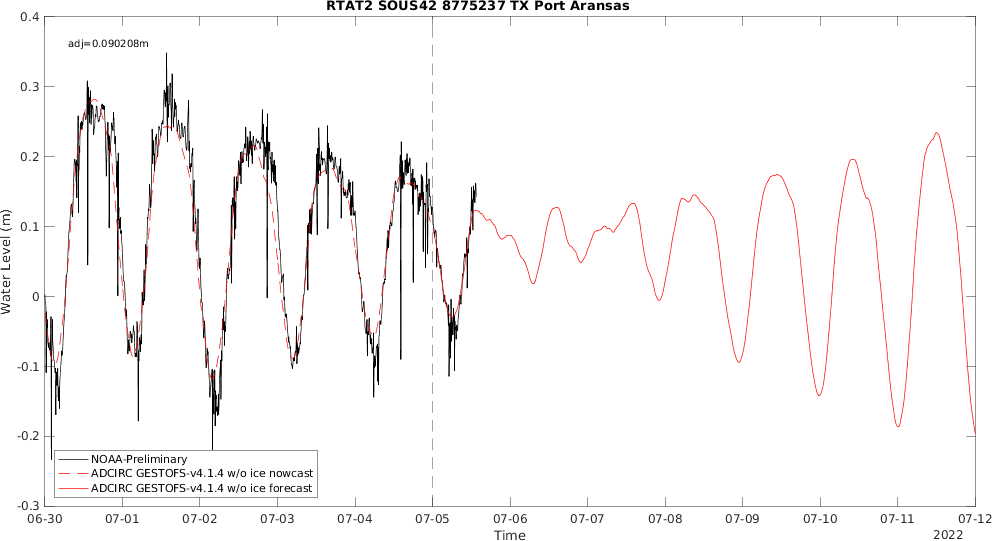 RTAT2 SOUS42 8775237 TX Port Aransas
adj=0.090208m
Water Level (m)
0.4
0.3
0.2
0.1
0
-0.1
-0.2
-0.3
NOAA-Preliminary
ADCIRC GESTOFS-v4.1.4 w/o ice nowcast
ADCIRC GESTOFS-v4.1.4 w/o ice forecast
06-30 07-01 07-02 07-03 07-04 07-05 07-06 07-07 07-08 07-09 07-10 07-11 07-12
Time
2022